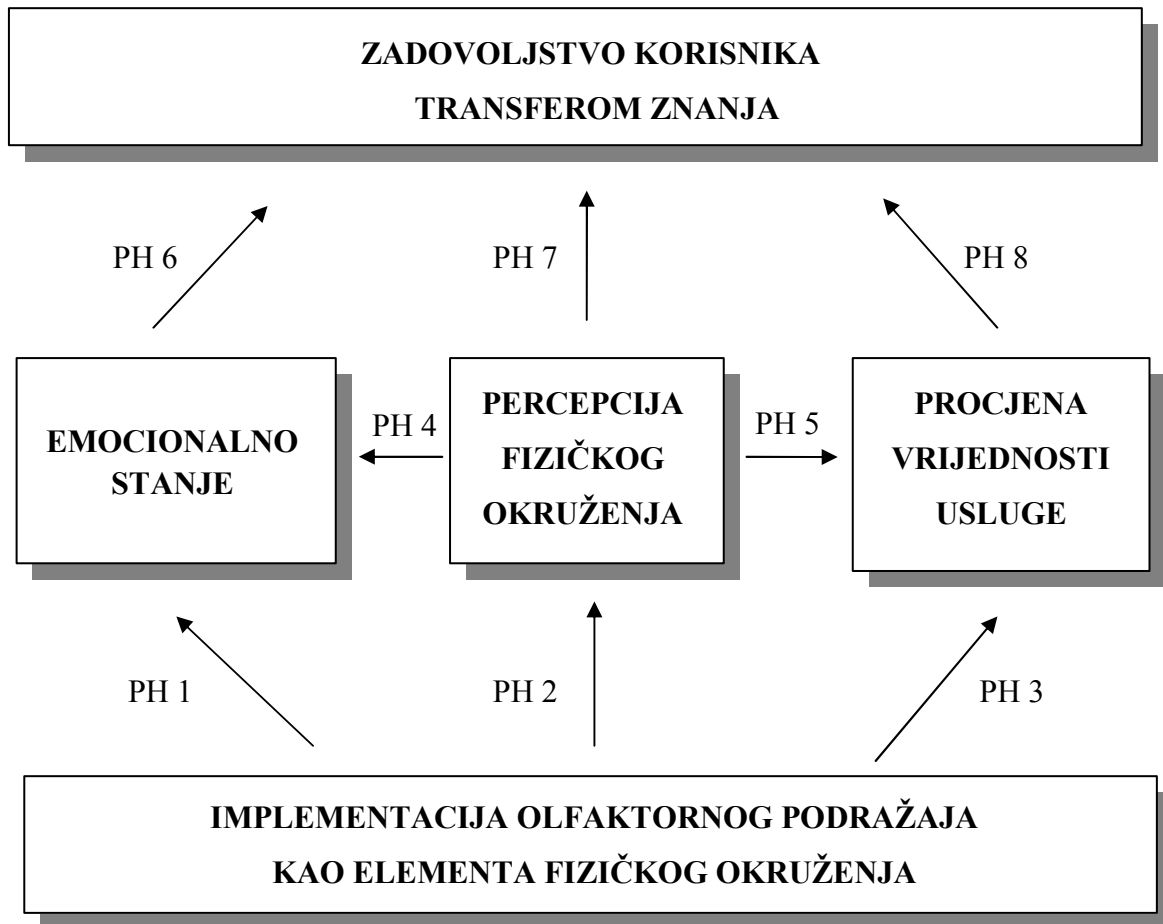 ZADOVOLJSTVO KORISNIKA
TRANSFEROM ZNANJA
PH 6
PH 7
PH 8
EMOCIONALNO
STANJE
PH 4
PERCEPCIJA
FIZIČKOG
OKRUŽENJA
PH 5
PROCJENA
VRIJEDNOSTI
USLUGE
PH 1
PH 2
PH 3
IMPLEMENTACIJA OLFAKTORNOG PODRAŽAJA
KAO ELEMENTA FIZIČKOG OKRUŽENJA